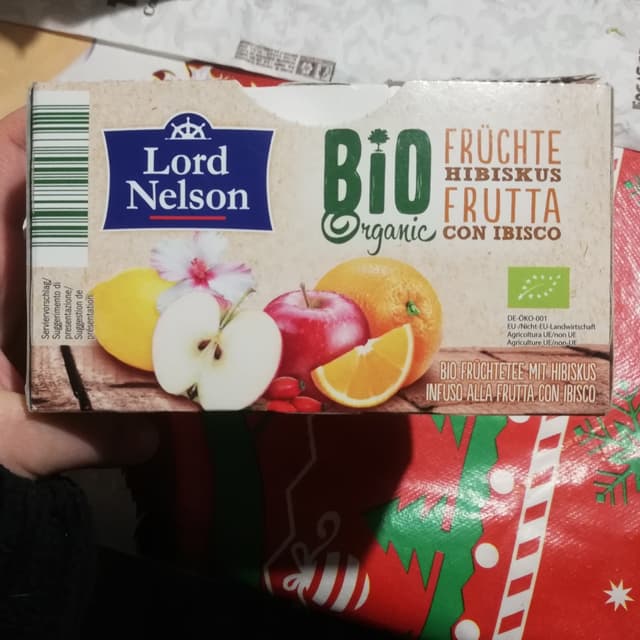 Lord
Nelson
BiO
Organic
FRÜCHTE
HIBISKUS
FRUTTA
CON IBISCO
DE-ÖKO-001
EU-/Nicht-EU-Landwirtschaft
Agricoltura UE/non UE
Agriculture UE/non-UE
BIO FRÜCHTETEE MIT HIBISKUS
INFUSO ALLA FRUTTA CON IBISCO
Serviervorschlag/
Suggerimento di
presentazione/
Suggestion de
présentation.